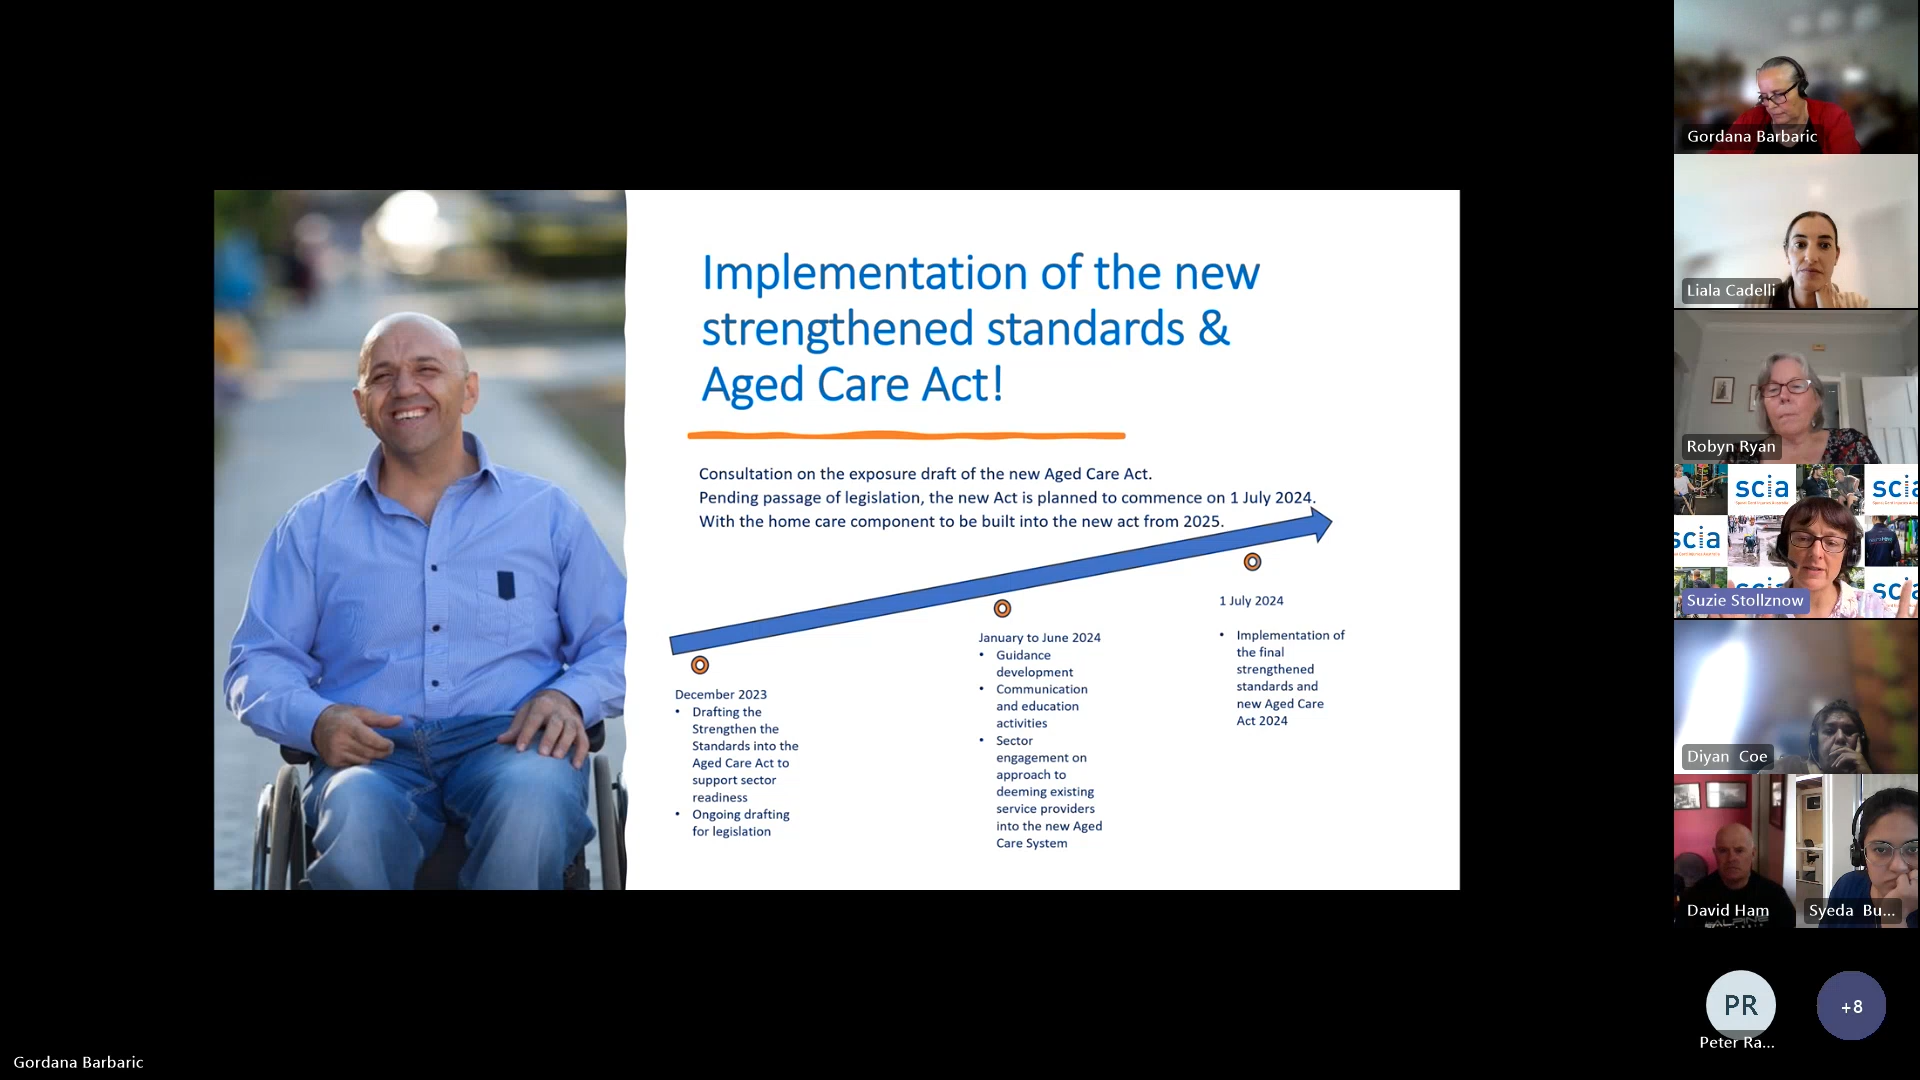 Implementation of the new
strengthened standards &
Aged Care Act!
Consultation on the exposure draft of the new Aged Care Act.
Pending passage of legislation, the new Act is planned to commence on 1 July 2024.
With the home care component to be built into the new act from 2025.
December 2023
• Drafting the
Strengthen the
Standards into the
Aged Care Act to
support sector
readiness
• Ongoing drafting
for legislation
January to June 2024
• Guidance
development
• Communication
and education
activities
• Sector
engagement on
approach to
deeming existing
service providers
into the new Aged
Care System
1 July 2024
• Implementation of
the final
strengthened
standards and
new Aged Care
Act 2024
Gordana Barbaric
Liala Cadelli
Robyn Ryan
scia
scia
scia
Suzie Stollznow
Diyan Coe
David Ham
Syeda Bu...
PR
Peter Ra...
+8
Gordana Barbaric